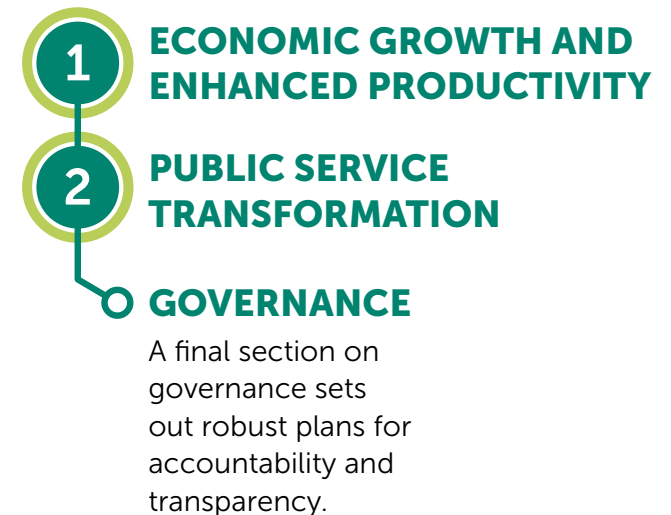 1
ECONOMIC GROWTH AND
ENHANCED PRODUCTIVITY
2
PUBLIC SERVICE
TRANSFORMATION
GOVERNANCE
A final section on
governance sets
out robust plans for
accountability and
transparency.